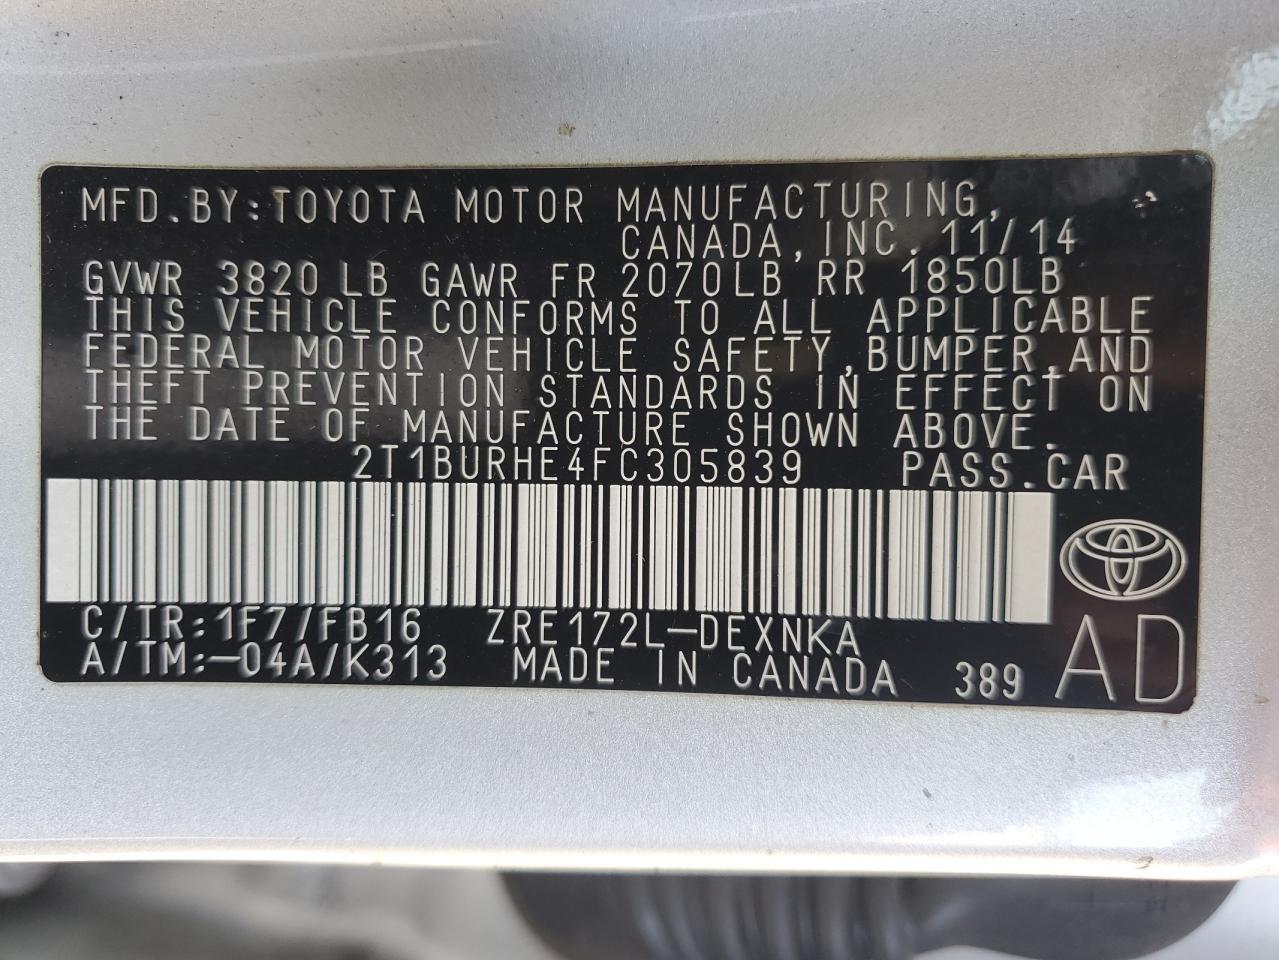 MFD.BY:TOYOTA MOTOR MANUFACTURING,
CANADA,INC. 11/14
GVWR 3820LB GAWR FR 2070LB RR 1850LB
THIS VEHICLE CONFORMS TO ALL APPLICABLE
FEDERAL MOTOR VEHICLE SAFETY,BUMPER,AND
THEFT PREVENTION STANDARDS IN EFFECT ON
THE DATE OF MANUFACTURE SHOWN ABOVE.
2T1BURHE4FC305839 PASS.CAR
C/TR:1F7/FB16 ZRE172L-DEXNKA
A/TM:-04A/K313 MADE IN CANADA 389 AD